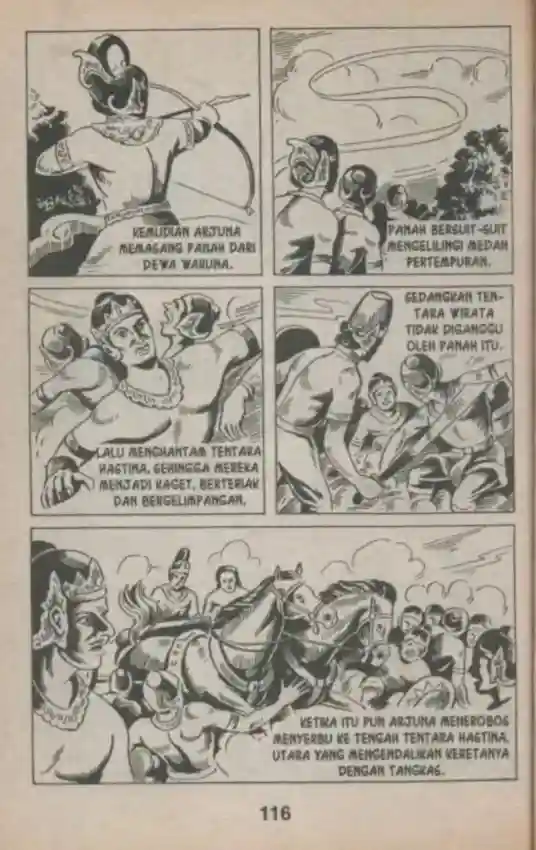 KEMUDIAN ARJUNA
MEMASANG PANAH DARI
DEWA WARUNA.
PANAH BERSUIT-SUIT
MENGELILINGI MEDAN
PERTEMPURAN.
LALU MENGHANTAM TENTARA
HASTINA, SEHINGGA MEREKA
MENJADI KAGET, BERTERIAK
DAN BERGELIMPANGAN.
SEDANGKAN TEN-
TARA WIRATA
TIDAK DIGANGGU
OLEH PANAH ITU.
KETIKA ITU PUN ARJUNA MENEROBOS
MENYERBU KE TENGAH TENTARA HASTINA.
UTARA YANG MENGENDALIKAN KERETANYA
DENGAN TANGKAS.
116